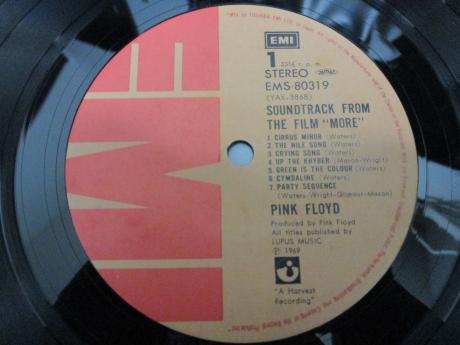 EMI
1
33⅓ r. p. m.
STEREO
EMS-80319
(YAX-3868)
SOUNDTRACK FROM
THE FILM "MORE"
1. CIRRUS MINOR (Waters)
2. THE NILE SONG (Waters)
3. CRYING SONG (Waters)
4. UP THE KHYBER (Mason-Wright)
5. GREEN IS THE COLOUR (Waters)
6. CYMBALINE (Waters)
7. PARTY SEQUENCE
(Waters-Wright-Gilmour-Mason)
PINK FLOYD
Produced by Pink Floyd
All titles published by
LUPUS MUSIC
Ⓟ 1969
"A Harvest
Recording"
EMI